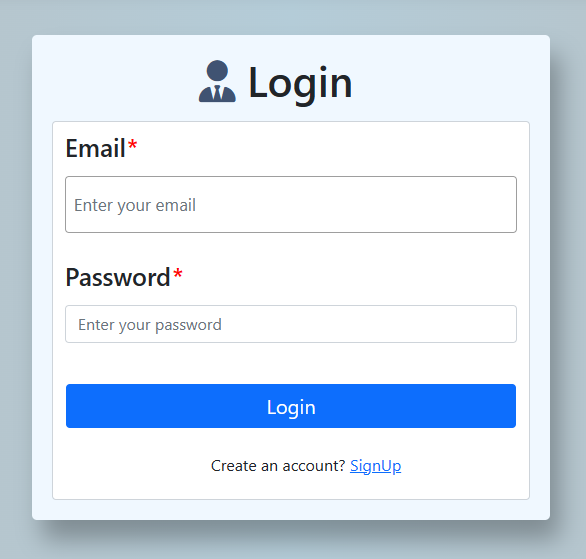 Login
Email*
Enter your email
Password*
Enter your password
Login
Create an account? SignUp